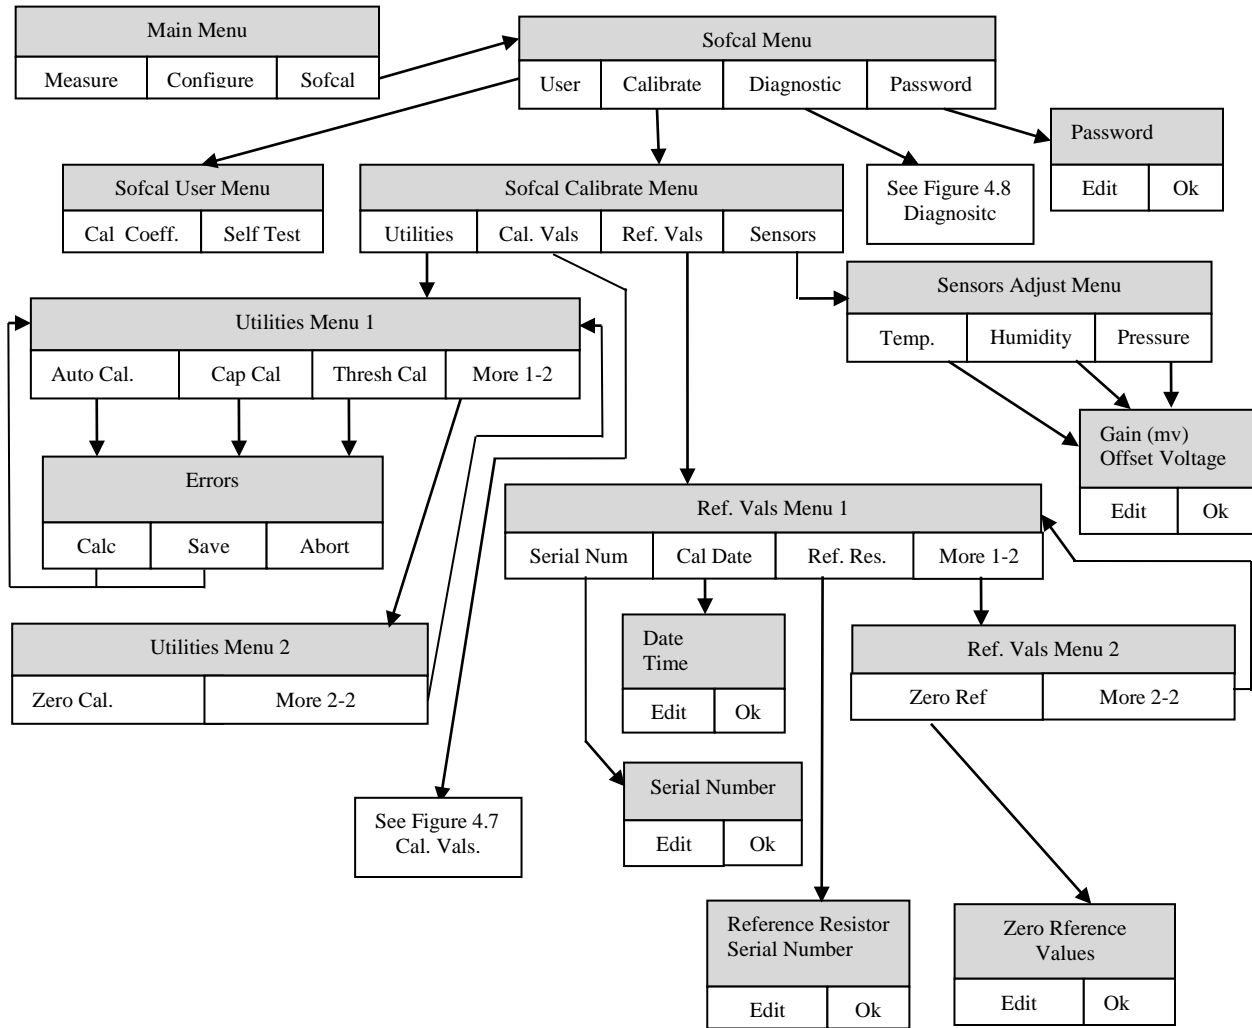 Main Menu
Measure Configure Sofcal
Sofcal Menu
User Calibrate Diagnostic Password
Password
Edit Ok
Sofcal User Menu
Cal Coeff. Self Test
Sofcal Calibrate Menu
Utilities Cal. Vals Ref. Vals Sensors
See Figure 4.8
Diagnositc
Sensors Adjust Menu
Temp. Humidity Pressure
Utilities Menu 1
Auto Cal. Cap Cal Thresh Cal More 1-2
Gain (mv)
Offset Voltage
Edit Ok
Errors
Calc Save Abort
Ref. Vals Menu 1
Serial Num Cal Date Ref. Res. More 1-2
Utilities Menu 2
Zero Cal. More 2-2
Date
Time
Edit Ok
Ref. Vals Menu 2
Zero Ref More 2-2
Serial Number
Edit Ok
See Figure 4.7
Cal. Vals.
Reference Resistor
Serial Number
Edit Ok
Zero Rference
Values
Edit Ok